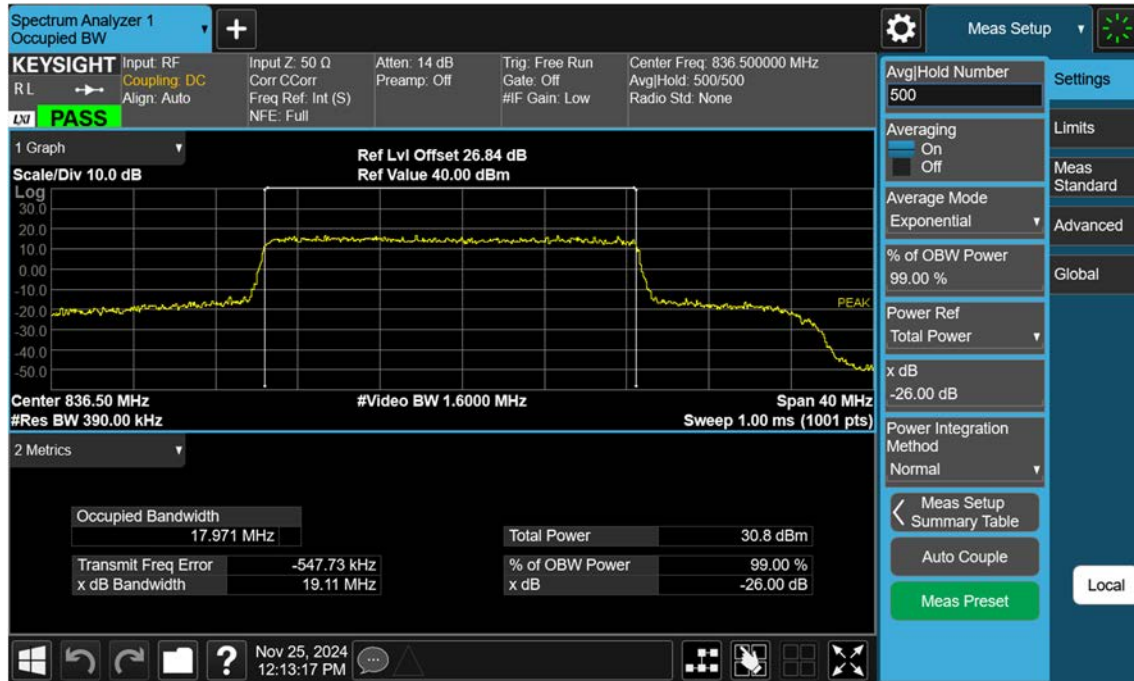 Spectrum Analyzer 1
Occupied BW
Meas Setup
KEYSIGHT
R L
LXI
PASS
Input: RF
Coupling: DC
Align: Auto
Input Z: 50 Ω
Corr CCorr
Freq Ref: Int (S)
NFE: Full
Atten: 14 dB
Preamp: Off
Trig: Free Run
Gate: Off
#IF Gain: Low
Center Freq: 836.500000 MHz
Avg|Hold: 500/500
Radio Std: None
1 Graph
Scale/Div 10.0 dB
Ref Lvl Offset 26.84 dB
Ref Value 40.00 dBm
Log
30.0
20.0
10.0
0.00
-10.0
-20.0
-30.0
-40.0
-50.0
PEAK
Center 836.50 MHz
#Video BW 1.6000 MHz
Span 40 MHz
#Res BW 390.00 kHz
Sweep 1.00 ms (1001 pts)
2 Metrics
Occupied Bandwidth
17.971 MHz
Total Power 30.8 dBm
Transmit Freq Error -547.73 kHz
% of OBW Power 99.00 %
x dB Bandwidth 19.11 MHz
x dB -26.00 dB
Avg|Hold Number
500
Averaging
On
Off
Average Mode
Exponential
% of OBW Power
99.00 %
Power Ref
Total Power
x dB
-26.00 dB
Power Integration
Method
Normal
Meas Setup
Summary Table
Auto Couple
Meas Preset
Settings
Limits
Meas
Standard
Advanced
Global
Local
?
Nov 25, 2024
12:13:17 PM